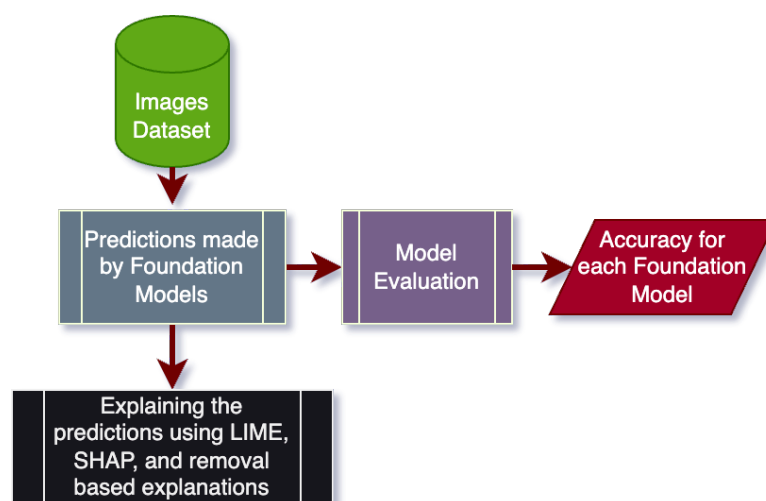 Images
Dataset
Predictions made
by Foundation
Models
Model
Evaluation
Accuracy for
each Foundation
Model
Explaining the
predictions using LIME,
SHAP, and removal
based explanations